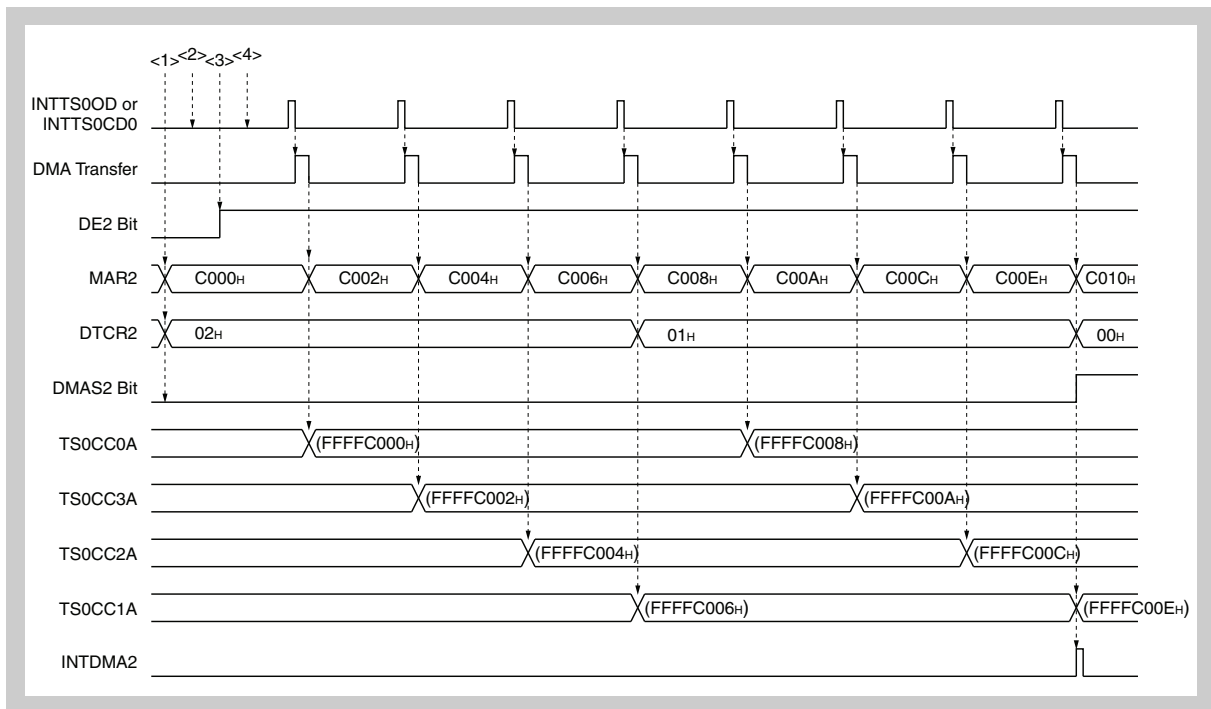 <1> <2> <3> <4>
INTTS0OD or
INTTS0CD0
DMA Transfer
DE2 Bit
MAR2 C000H C002H C004H C006H C008H C00AH C00CH C00EH C010H
DTCR2 02H 01H 00H
DMAS2 Bit
TS0CC0A (FFFFC000H) (FFFFC008H)
TS0CC3A (FFFFC002H) (FFFFC00AH)
TS0CC2A (FFFFC004H) (FFFFC00CH)
TS0CC1A (FFFFC006H) (FFFFC00EH)
INTDMA2